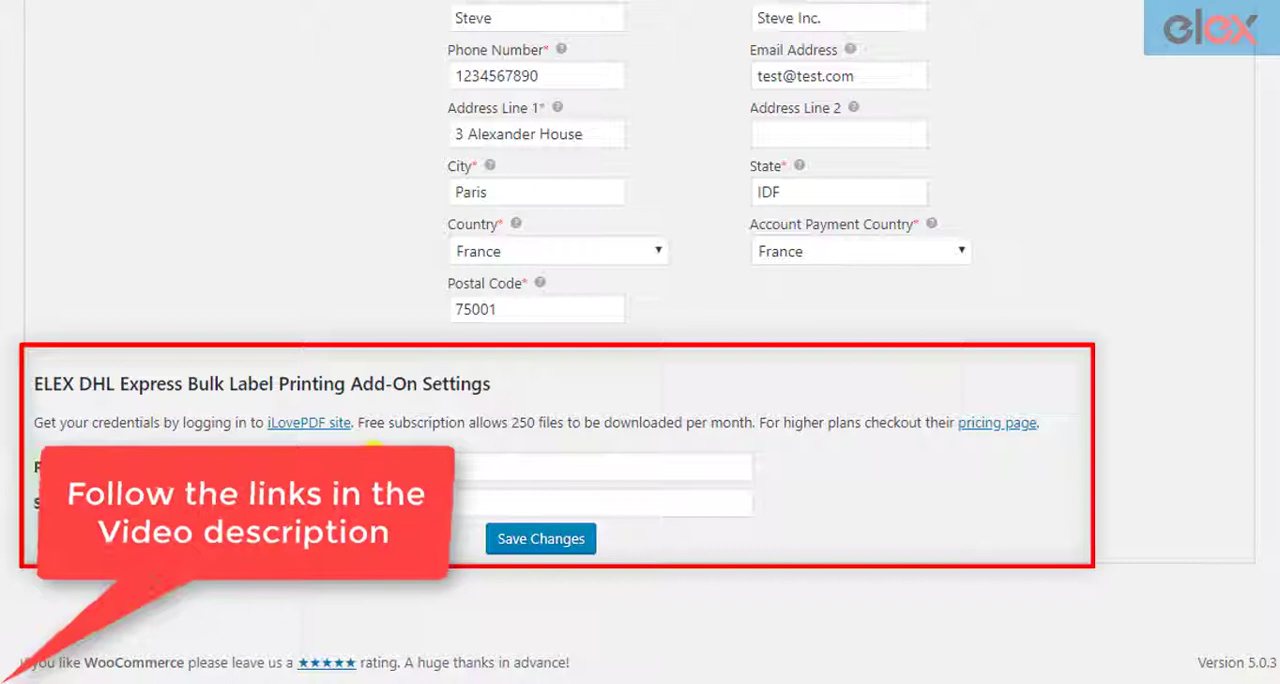 elex
Steve
Steve Inc.
Phone Number*
Email Address
1234567890
test@test.com
Address Line 1*
Address Line 2
3 Alexander House
City*
State*
Paris
IDF
Country*
Account Payment Country*
France
France
Postal Code*
75001
ELEX DHL Express Bulk Label Printing Add-On Settings
Get your credentials by logging in to iLovePDF site. Free subscription allows 250 files to be downloaded per month. For higher plans checkout their pricing page.
Follow the links in the
Video description
Save Changes
you like WooCommerce please leave us a ★★★★★ rating. A huge thanks in advance!
Version 5.0.3